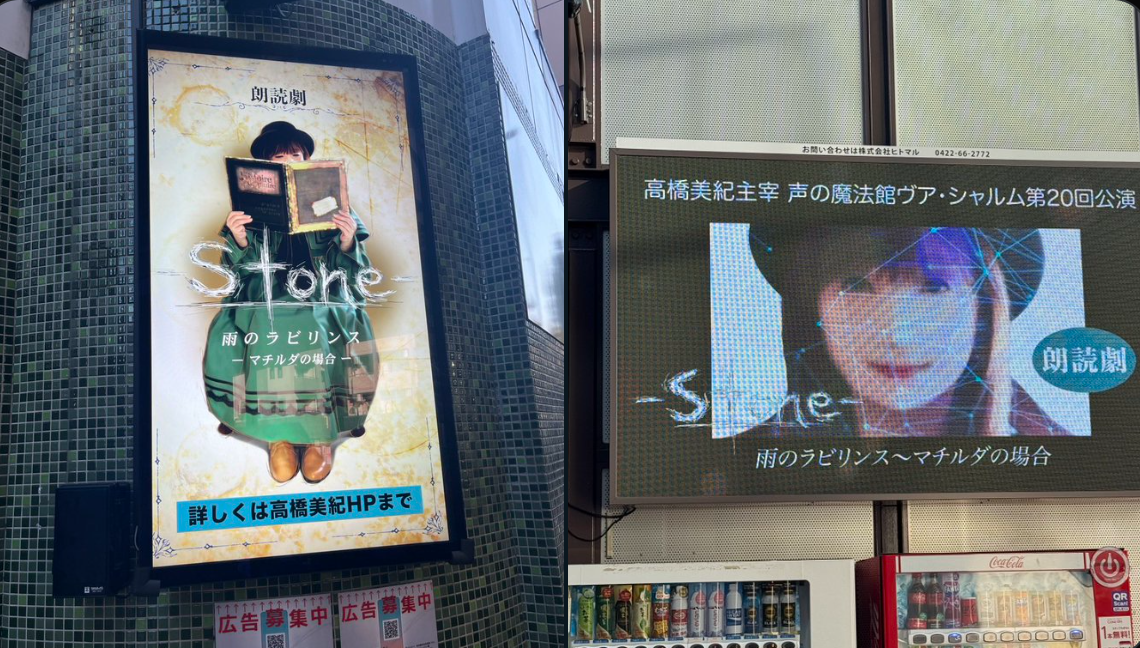 朗読劇
Stone
雨のラビリンス
― マチルダの場合 ―
詳しくは高橋美紀HPまで
広告募集中
広告募集中
お問い合わせは株式会社ヒトマル 0422-66-2772
高橋美紀主宰 声の魔法館ヴア・シャルム第20回公演
朗読劇
-Stone-
雨のラビリンス～マチルダの場合
Coca-Cola
QR
1本無料!